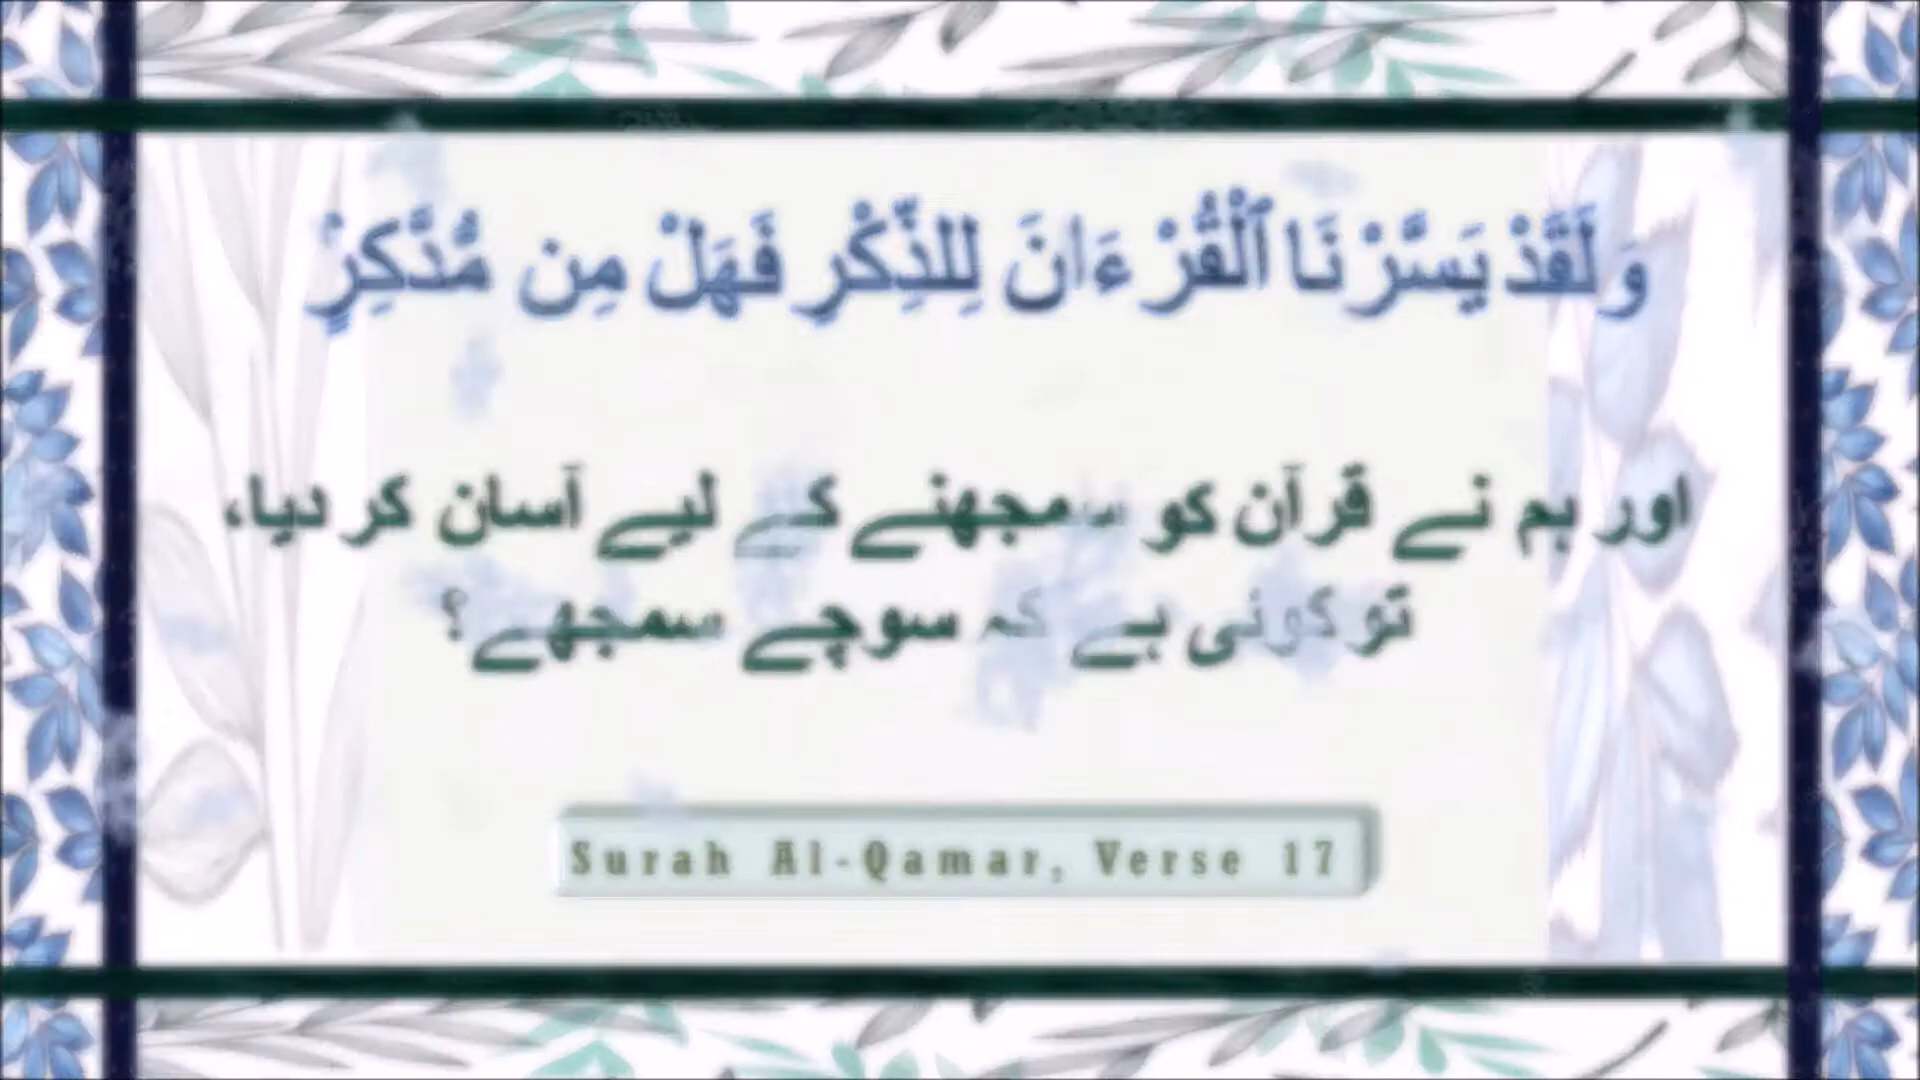 وَلَقَدْ يَسَّرْنَا ٱلْقُرْءَانَ لِلذِّكْرِ فَهَلْ مِن مُّدَّكِرٍۢ
اور ہم نے قرآن کو سمجھنے کے لیے آسان کر دیا،
تو کوئی ہے کہ سوچے سمجھے؟
Surah Al-Qamar, Verse 17